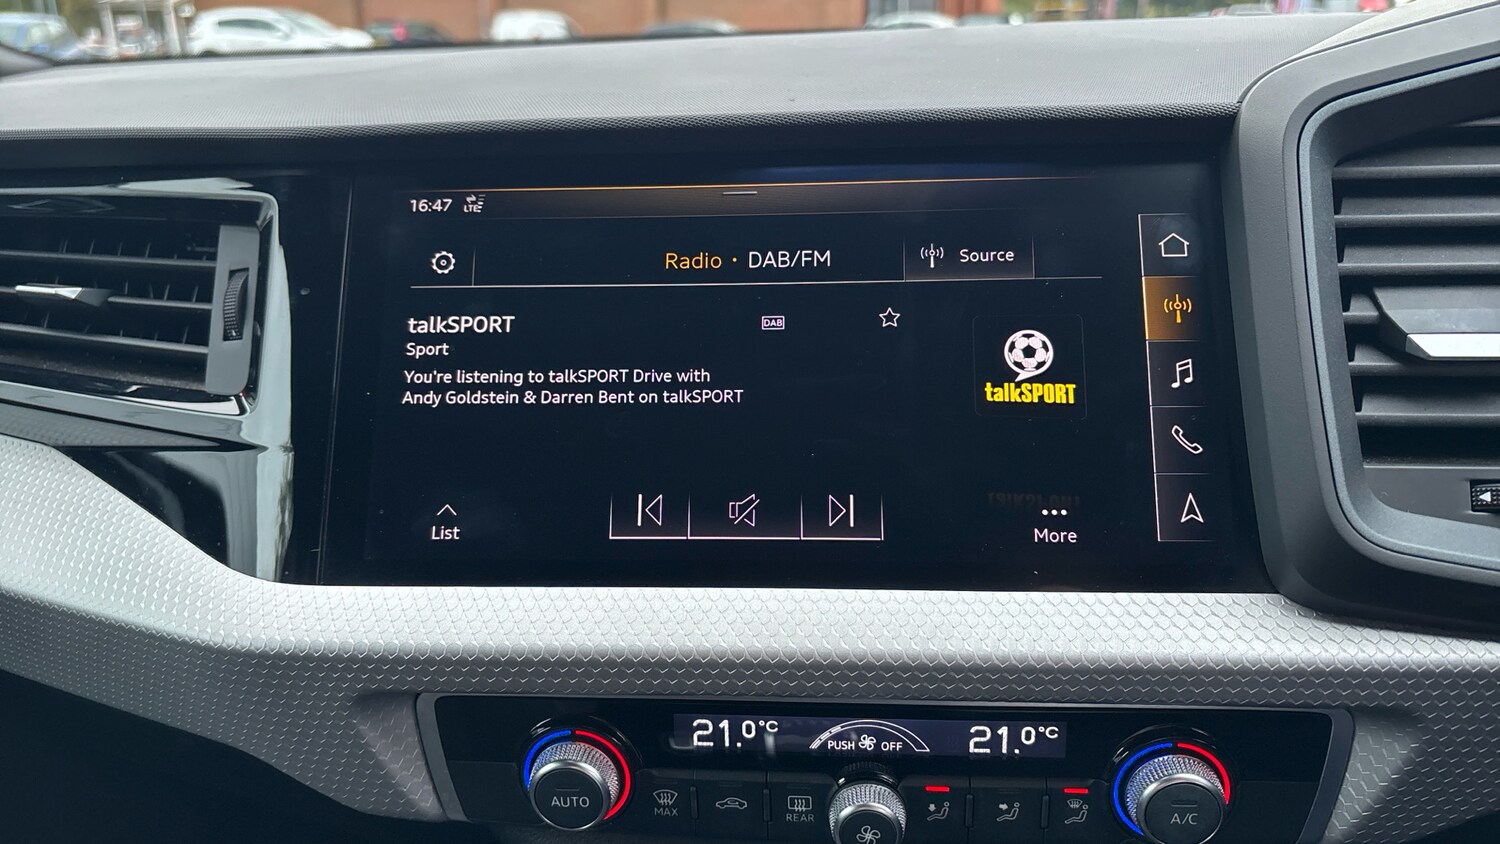 16:47 LTE
Radio • DAB/FM
Source
talkSPORT
DAB
Sport
You're listening to talkSPORT Drive with
Andy Goldstein & Darren Bent on talkSPORT
talkSPORT
List
More
21.0°C
PUSH OFF
21.0°C
AUTO
MAX
REAR
A/C